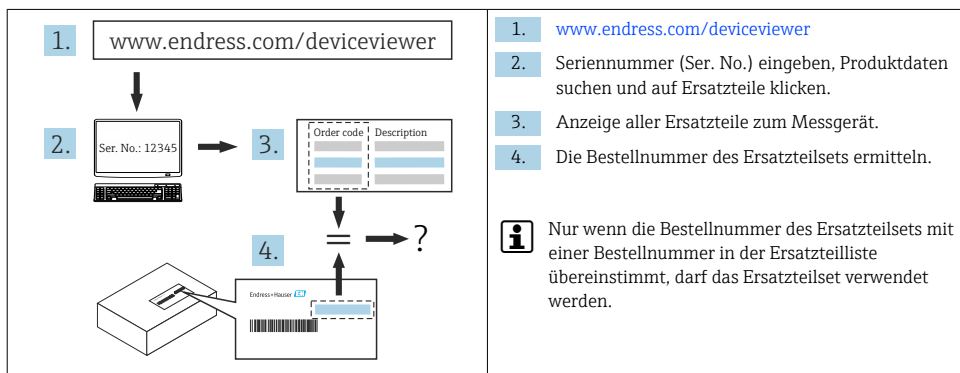 1.
www.endress.com/deviceviewer
2.
Ser. No.: 12345
3.
Order code Description
= ?
4.
Endress+Hauser EH
1. www.endress.com/deviceviewer
2. Seriennummer (Ser. No.) eingeben, Produktdaten
suchen und auf Ersatzteile klicken.
3. Anzeige aller Ersatzteile zum Messgerät.
4. Die Bestellnummer des Ersatzteilsets ermitteln.
i Nur wenn die Bestellnummer des Ersatzteilsets mit
einer Bestellnummer in der Ersatzteilliste
übereinstimmt, darf das Ersatzteilset verwendet
werden.